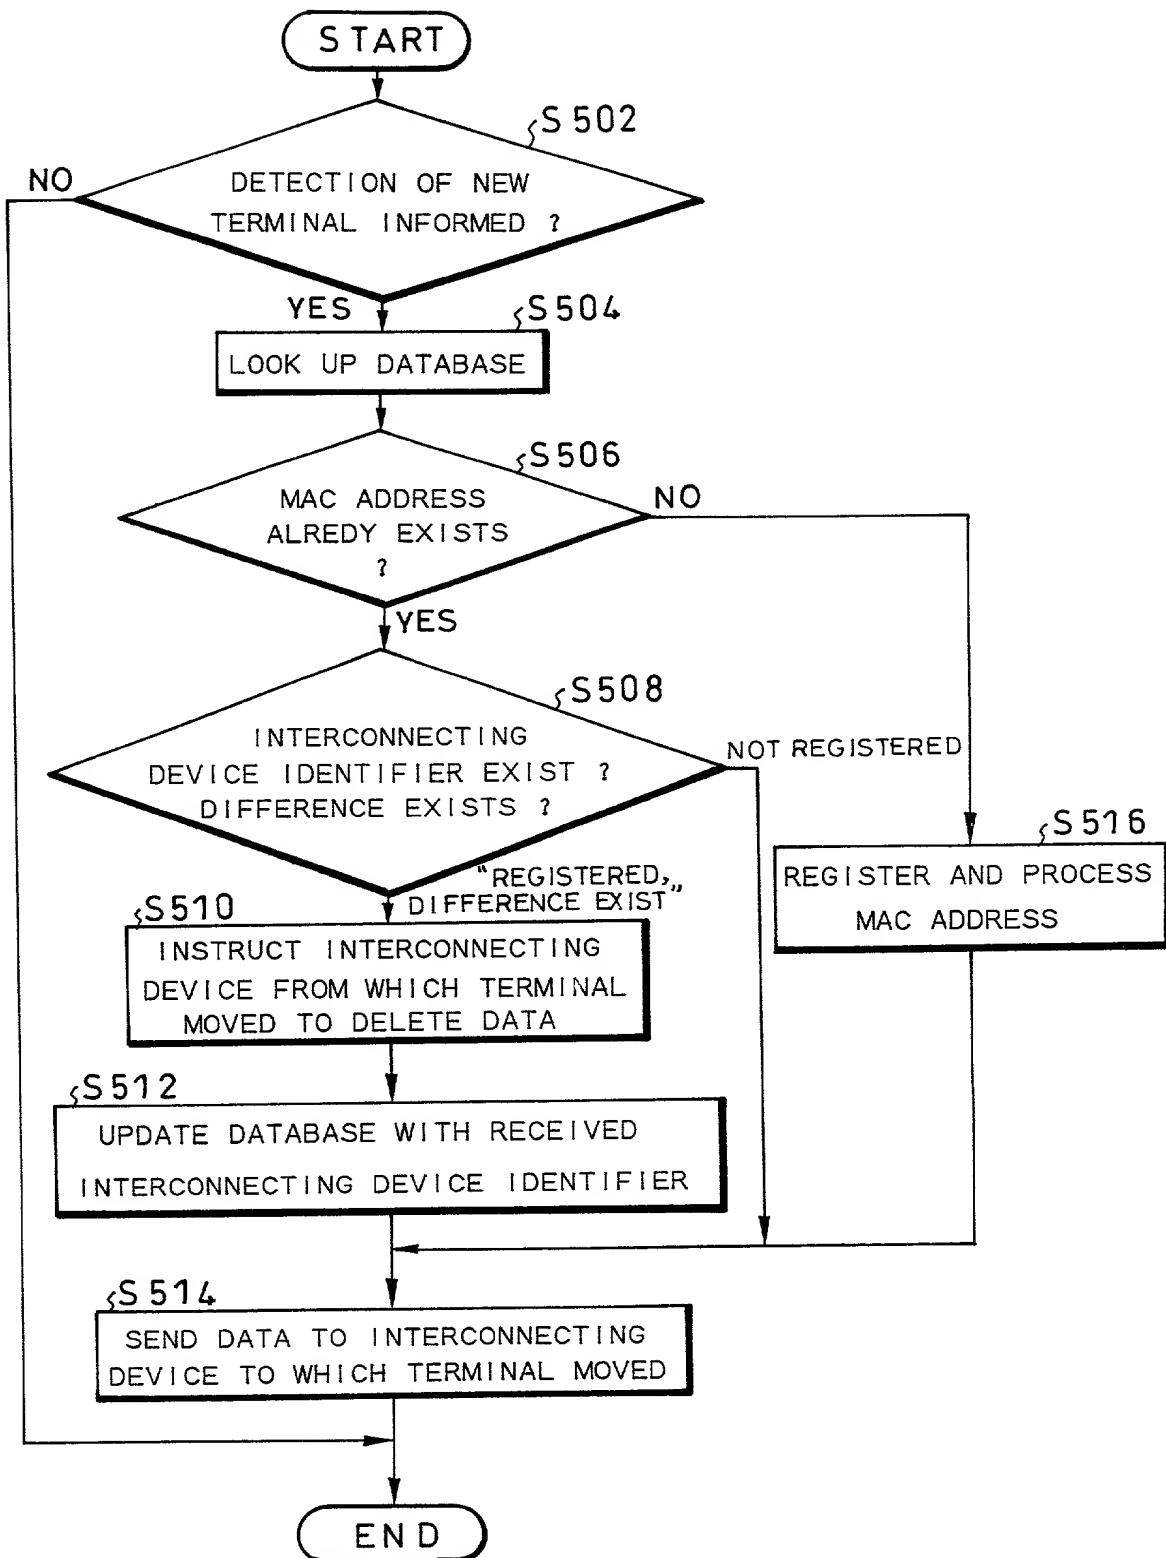 START
S502
NO
DETECTION OF NEW
TERMINAL INFORMED ?
YES
S504
LOOK UP DATABASE
S506
NO
MAC ADDRESS
ALREDY EXISTS
?
YES
S508
INTERCONNECTING
DEVICE IDENTIFIER EXIST ?
DIFFERENCE EXISTS ?
NOT REGISTERED
"REGISTERED,
DIFFERENCE EXIST"
S516
REGISTER AND PROCESS
MAC ADDRESS
S510
INSTRUCT INTERCONNECTING
DEVICE FROM WHICH TERMINAL
MOVED TO DELETE DATA
S512
UPDATE DATABASE WITH RECEIVED
INTERCONNECTING DEVICE IDENTIFIER
S514
SEND DATA TO INTERCONNECTING
DEVICE TO WHICH TERMINAL MOVED
END